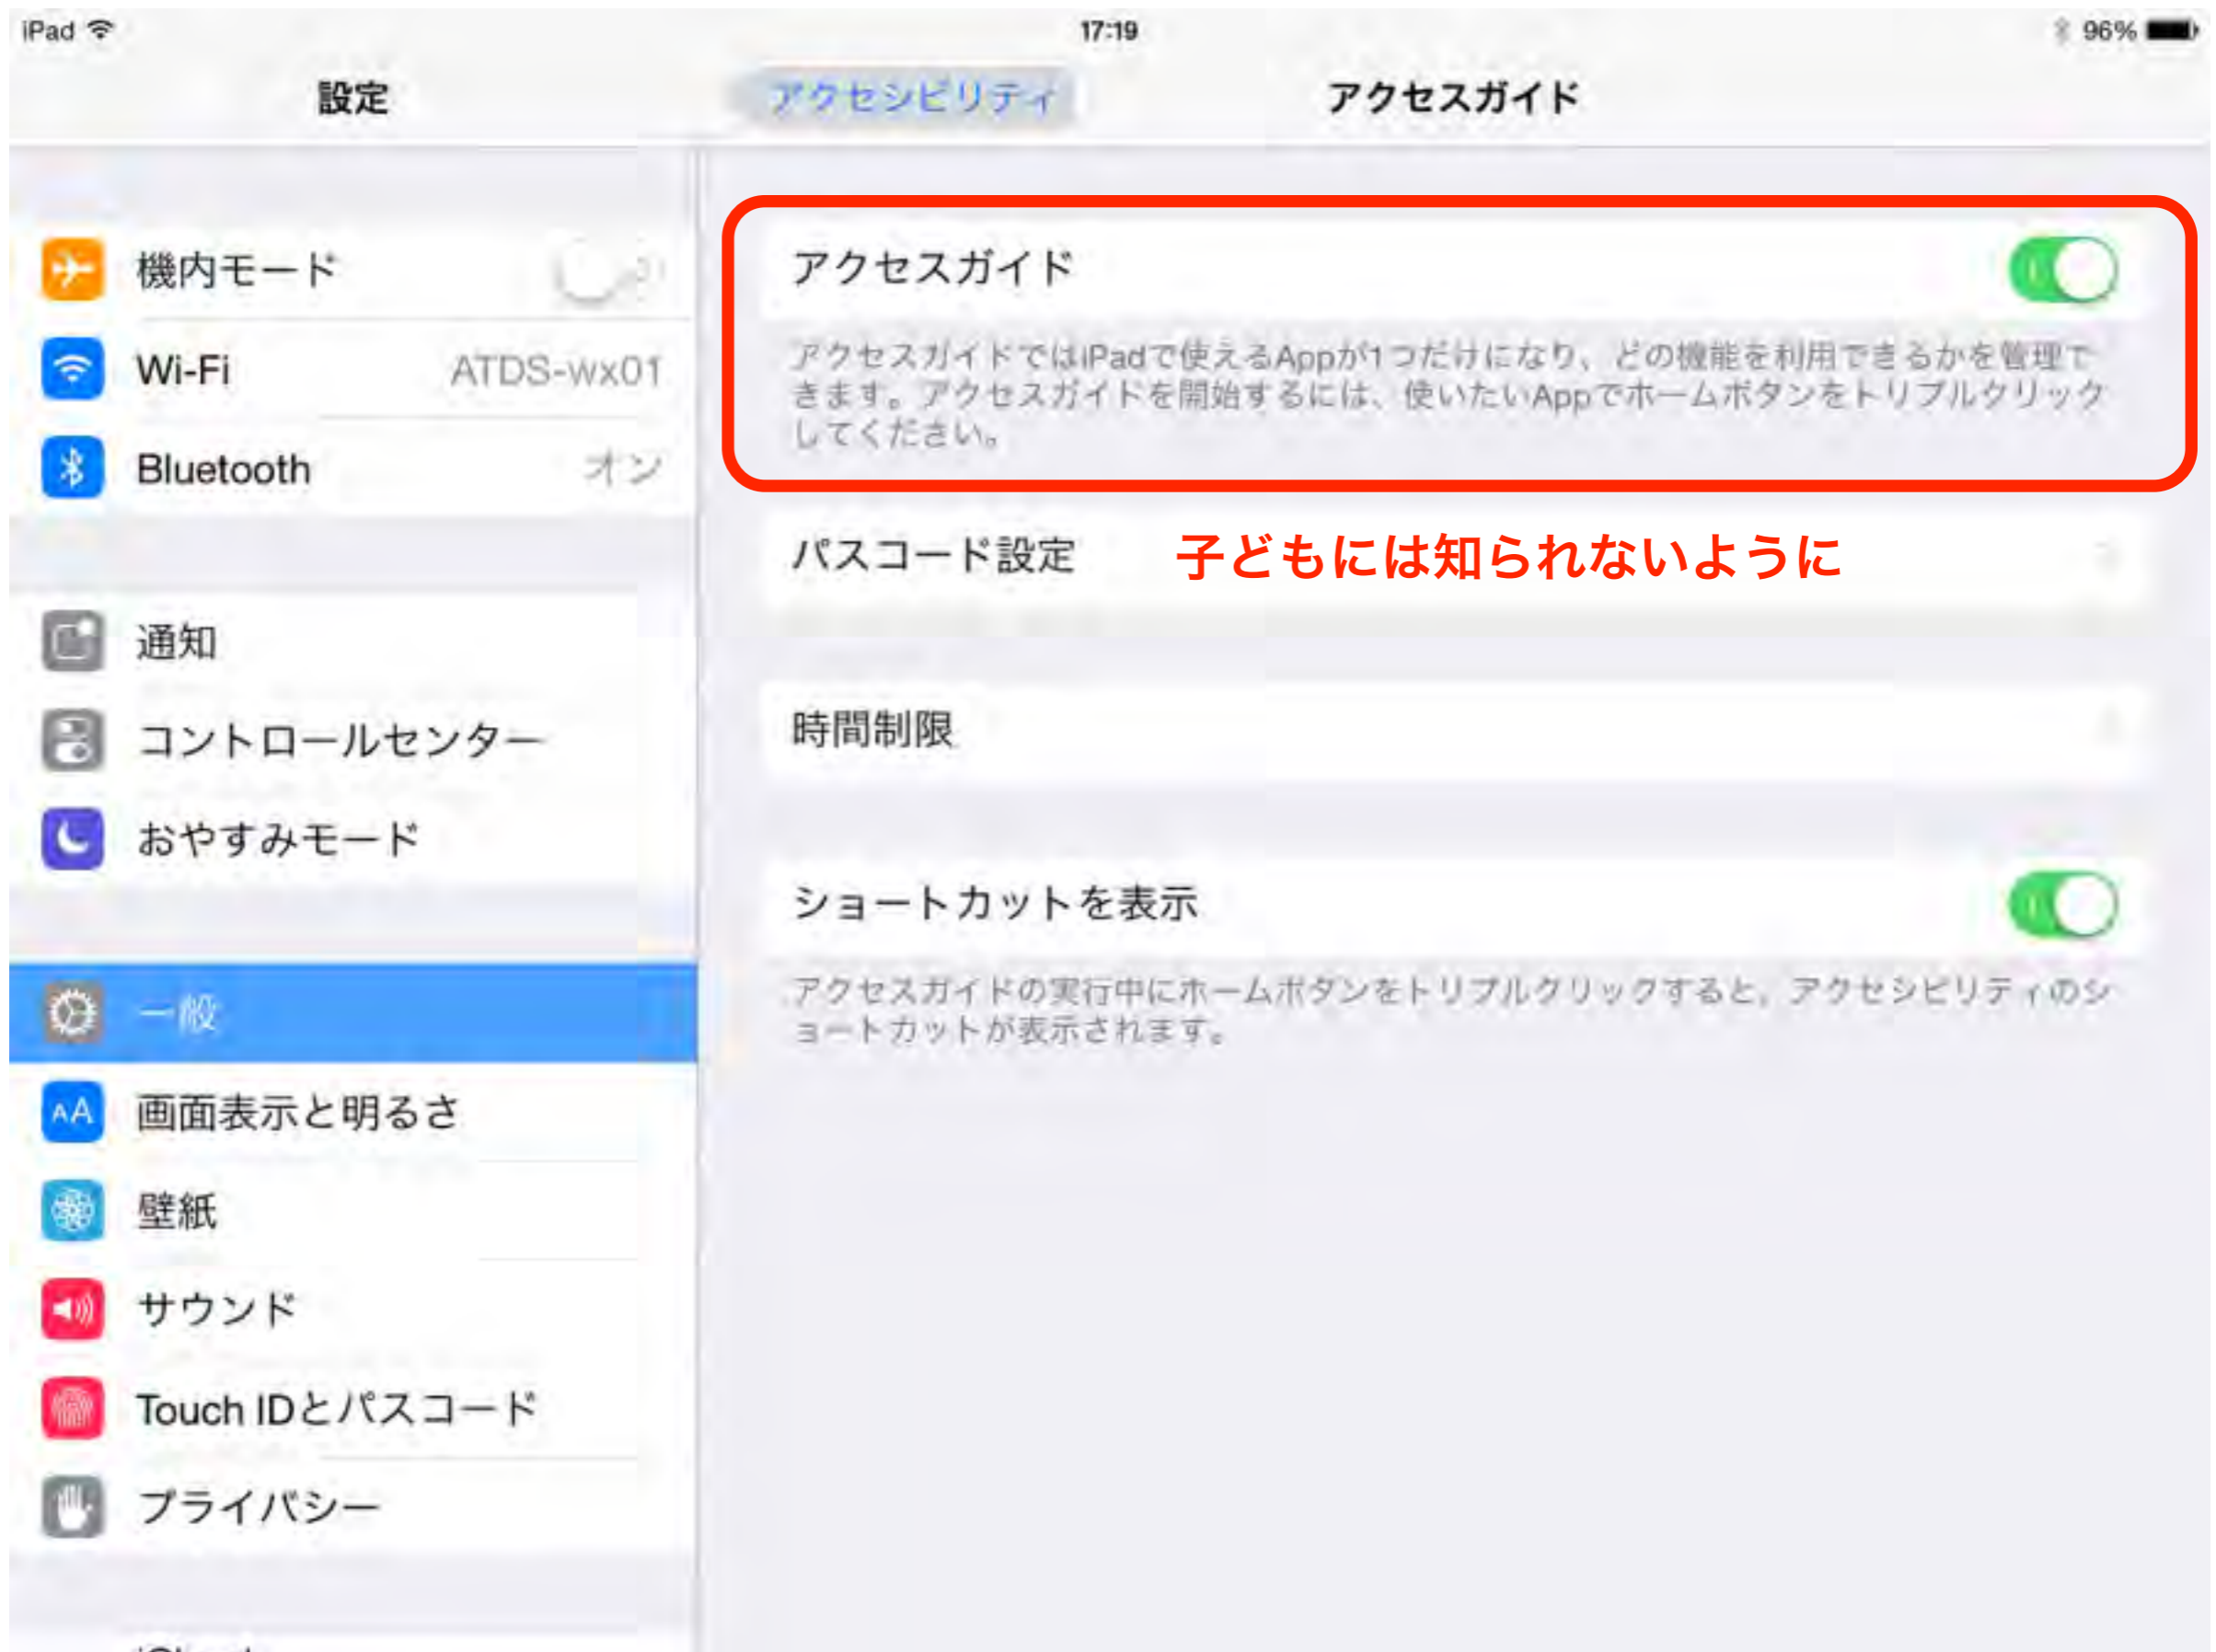 iPad
17:19
96%
設定
アクセシビリティ
アクセスガイド
機内モード
Wi-Fi
ATDS-wx01
Bluetooth
オン
通知
コントロールセンター
おやすみモード
一般
画面表示と明るさ
壁紙
サウンド
Touch IDとパスコード
プライバシー
アクセスガイド
アクセスガイドではiPadで使えるAppが1つだけになり、どの機能を利用できるかを管理で
きます。アクセスガイドを開始するには、使いたいAppでホームボタンをトリプルクリック
してください。
パスコード設定
子どもには知られないように
時間制限
ショートカットを表示
アクセスガイドの実行中にホームボタンをトリプルクリックすると、アクセシビリティのシ
ョートカットが表示されます。